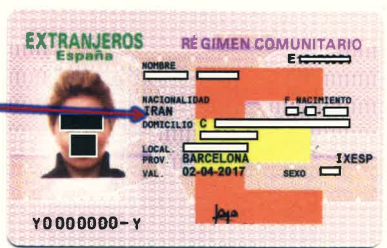 EXTRANJEROS
España
RÉGIMEN COMUNITARIO
NOMBRE
NACIONALIDAD
F. NACIMIENTO
IRAN
DOMICILIO C
LOCAL.
PROV. BARCELONA
IXESP
VAL. 02-04-2017
SEXO
Y0000000-Y